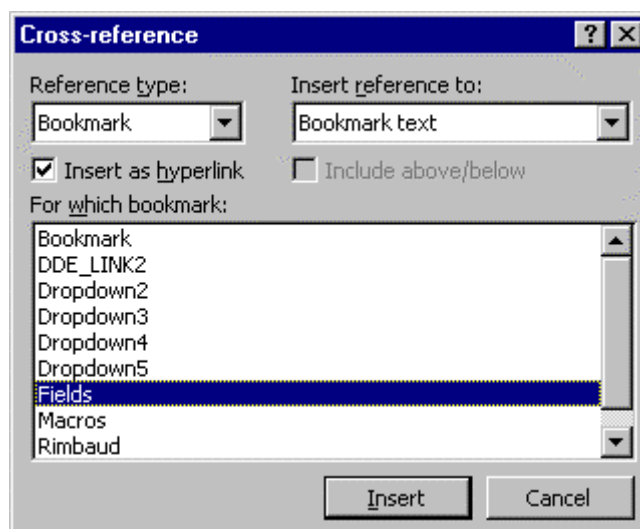 Cross-reference
Reference type: Insert reference to:
Bookmark Bookmark text
Insert as hyperlink Include above/below
For which bookmark:
Bookmark
DDE_LINK2
Dropdown2
Dropdown3
Dropdown4
Dropdown5
Fields
Macros
Rimbaud
Insert Cancel